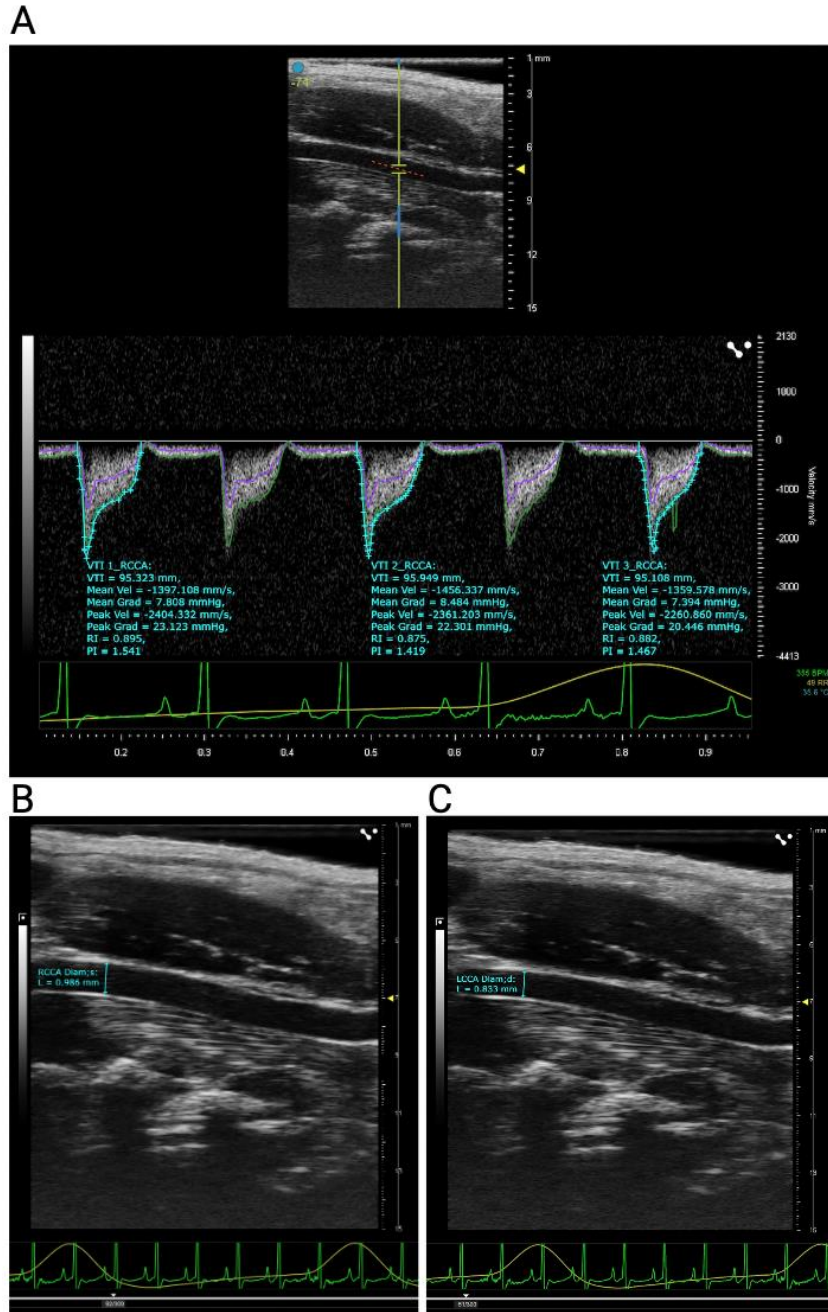 A
1 mm
-74
3
6
9
12
15
2130
1000
0
-1000
-2000
-3000
-4413
Velocity mm/s
VTI 1_RCCA:
VTI = 95.323 mm,
Mean Vel = -1397.108 mm/s,
Mean Grad = 7.808 mmHg,
Peak Vel = -2404.332 mm/s,
Peak Grad = 23.123 mmHg,
RI = 0.895,
PI = 1.541
VTI 2_RCCA:
VTI = 95.949 mm,
Mean Vel = -1456.337 mm/s,
Mean Grad = 8.484 mmHg,
Peak Vel = -2361.203 mm/s,
Peak Grad = 22.301 mmHg,
RI = 0.875,
PI = 1.419
VTI 3_RCCA:
VTI = 95.108 mm,
Mean Vel = -1359.578 mm/s,
Mean Grad = 7.394 mmHg,
Peak Vel = -2260.860 mm/s,
Peak Grad = 20.446 mmHg,
RI = 0.882,
PI = 1.467
0.2 0.3 0.4 0.5 0.6 0.7 0.8 0.9
B
RCCA Diam;s:
L = 0.986 mm
C
LCCA Diam;d:
L = 0.833 mm